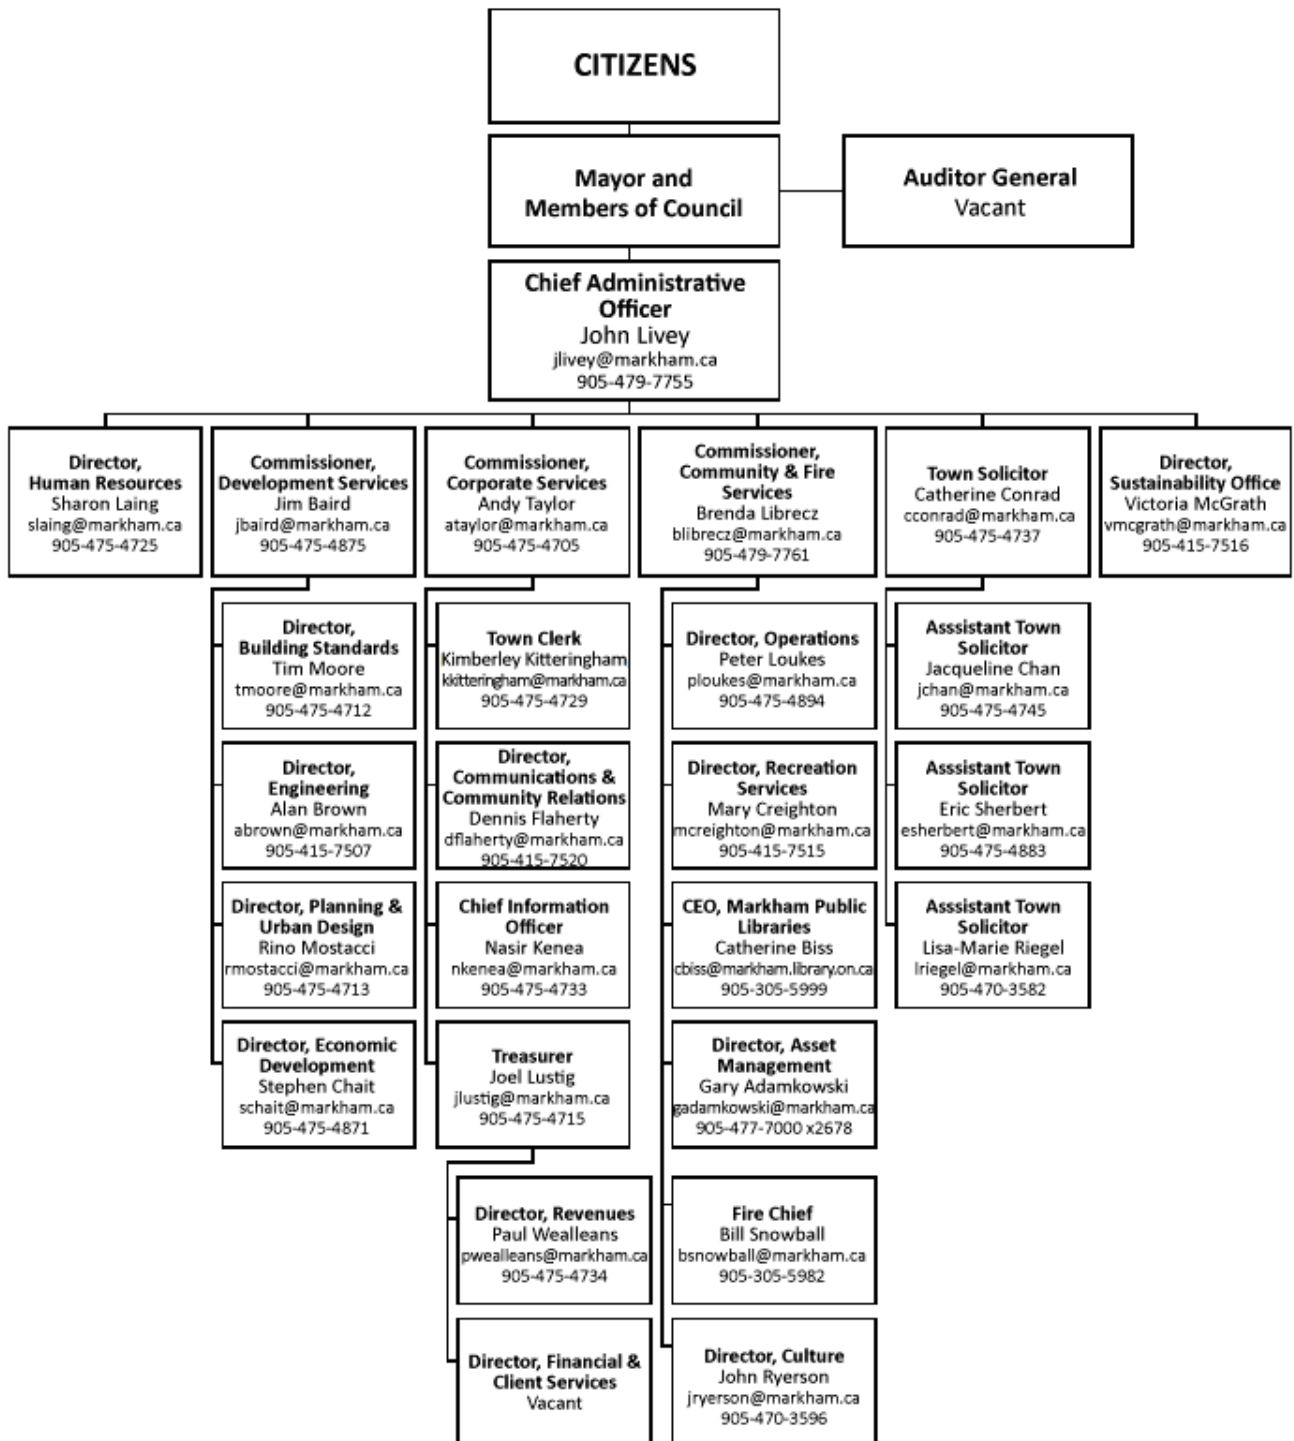 CITIZENS
Mayor and
Members of Council
Auditor General
Vacant
Chief Administrative
Officer
John Livey
jlivey@markham.ca
905-479-7755
Director,
Human Resources
Sharon Laing
slaing@markham.ca
905-475-4725
Commissioner,
Development Services
Jim Baird
jbaird@markham.ca
905-475-4875
Commissioner,
Corporate Services
Andy Taylor
ataylor@markham.ca
905-475-4705
Commissioner,
Community & Fire
Services
Brenda Librecz
blibrecz@markham.ca
905-479-7761
Town Solicitor
Catherine Conrad
cconrad@markham.ca
905-475-4737
Director,
Sustainability Office
Victoria McGrath
vmcgrath@markham.ca
905-415-7516
Director,
Building Standards
Tim Moore
tmoore@markham.ca
905-475-4712
Town Clerk
Kimberley Kitteringham
kkitteringham@markham.ca
905-475-4729
Director, Operations
Peter Loukes
ploukes@markham.ca
905-475-4894
Asssistant Town
Solicitor
Jacqueline Chan
jchan@markham.ca
905-475-4745
Director,
Engineering
Alan Brown
abrown@markham.ca
905-415-7507
Director,
Communications &
Community Relations
Dennis Flaherty
dflaherty@markham.ca
905-415-7520
Director, Recreation
Services
Mary Creighton
mcreighton@markham.ca
905-415-7515
Asssistant Town
Solicitor
Eric Sherbert
esherbert@markham.ca
905-475-4883
Director, Planning &
Urban Design
Rino Mostacci
rmostacci@markham.ca
905-475-4713
Chief Information
Officer
Nasir Kenea
nkenea@markham.ca
905-475-4733
CEO, Markham Public
Libraries
Catherine Biss
cbiss@markham.library.on.ca
905-305-5999
Asssistant Town
Solicitor
Lisa-Marie Riegel
lriegel@markham.ca
905-470-3582
Director, Economic
Development
Stephen Chait
schait@markham.ca
905-475-4871
Treasurer
Joel Lustig
jlustig@markham.ca
905-475-4715
Director, Asset
Management
Gary Adamkowski
gadamkowski@markham.ca
905-477-7000 x2678
Director, Revenues
Paul Wealleans
pwealleans@markham.ca
905-475-4734
Fire Chief
Bill Snowball
bsnowball@markham.ca
905-305-5982
Director, Financial &
Client Services
Vacant
Director, Culture
John Ryerson
jryerson@markham.ca
905-470-3596